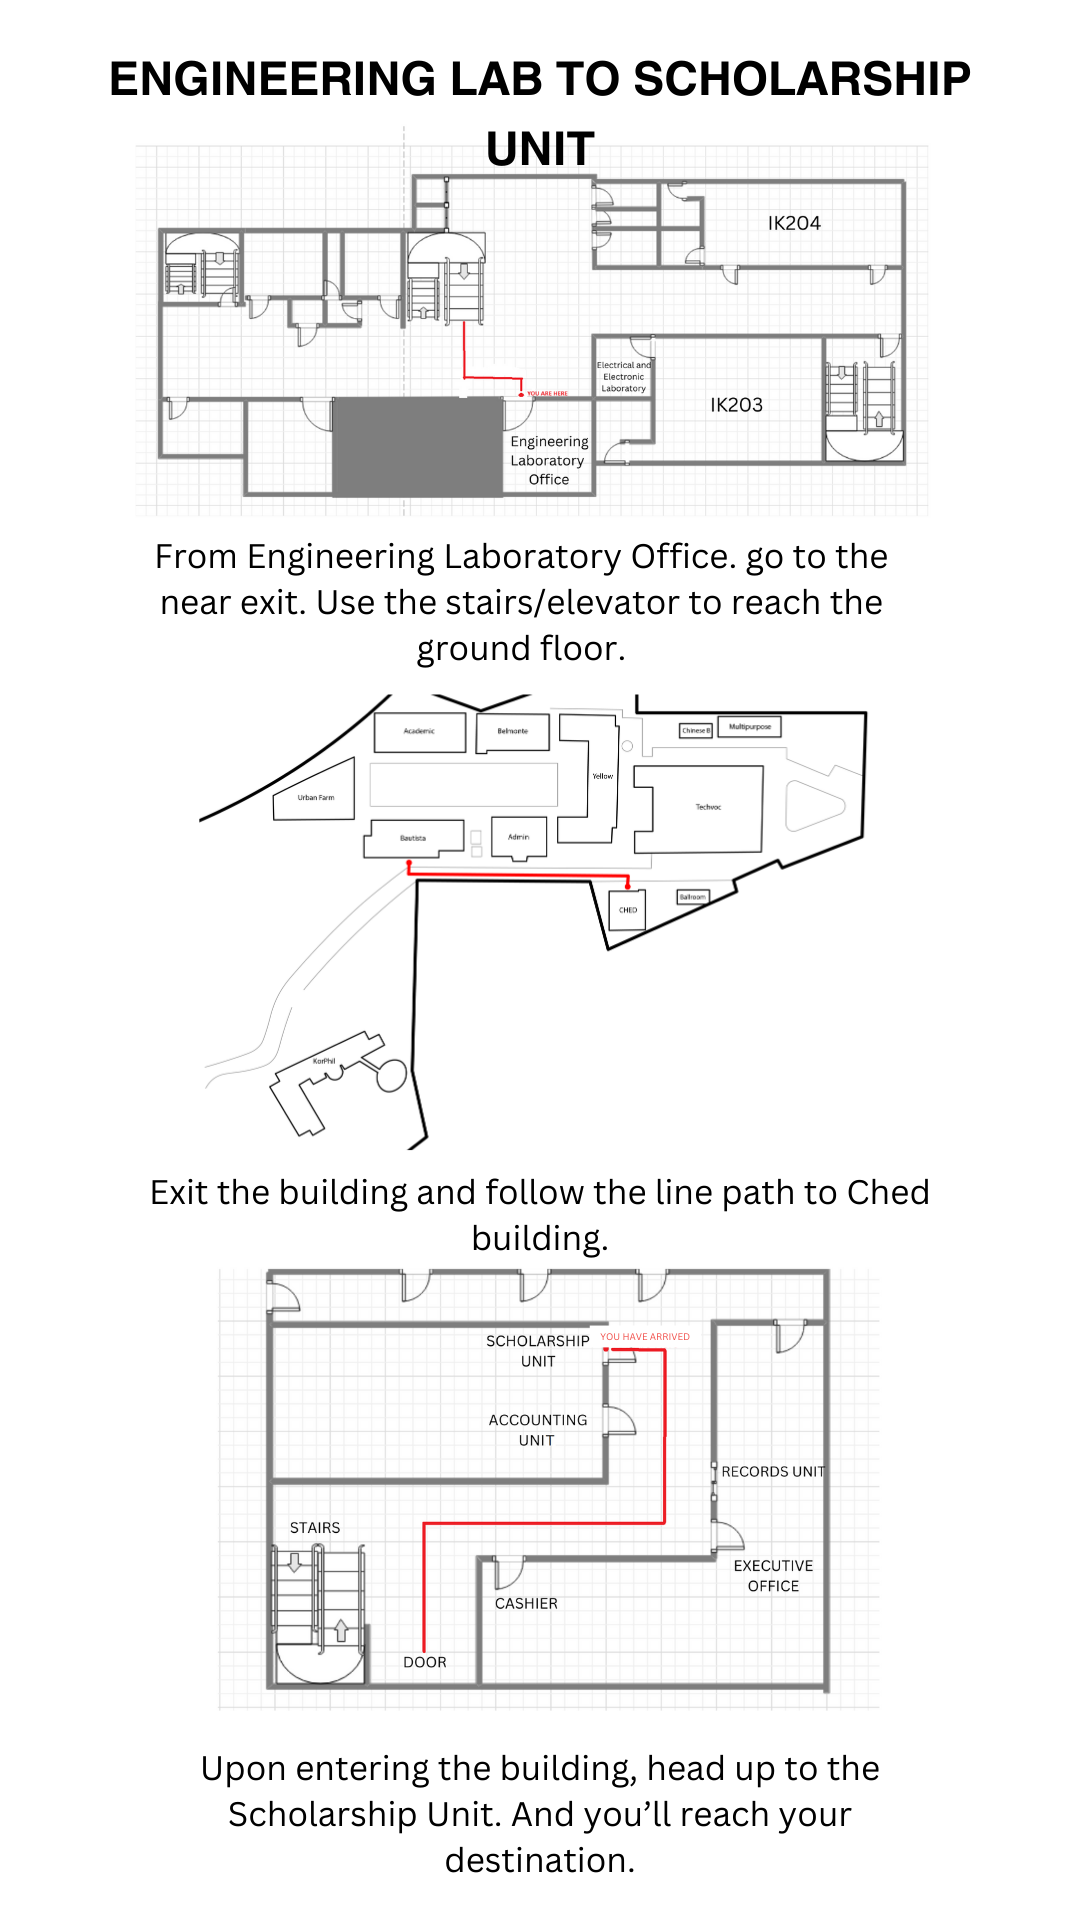 ENGINEERING LAB TO SCHOLARSHIP
UNIT
IK204
Electrical and
Electronic
Laboratory
IK203
YOU ARE HERE
Engineering
Laboratory
Office
From Engineering Laboratory Office. go to the
near exit. Use the stairs/elevator to reach the
ground floor.
Academic
Belmonte
Chinese B
Multipurpose
Yellow
Urban Farm
Techvoc
Bautista
Admin
CHED
Ballroom
KorPhil
Exit the building and follow the line path to Ched
building.
SCHOLARSHIP
UNIT
YOU HAVE ARRIVED
ACCOUNTING
UNIT
RECORDS UNIT
STAIRS
EXECUTIVE
OFFICE
CASHIER
DOOR
Upon entering the building, head up to the
Scholarship Unit. And you’ll reach your
destination.